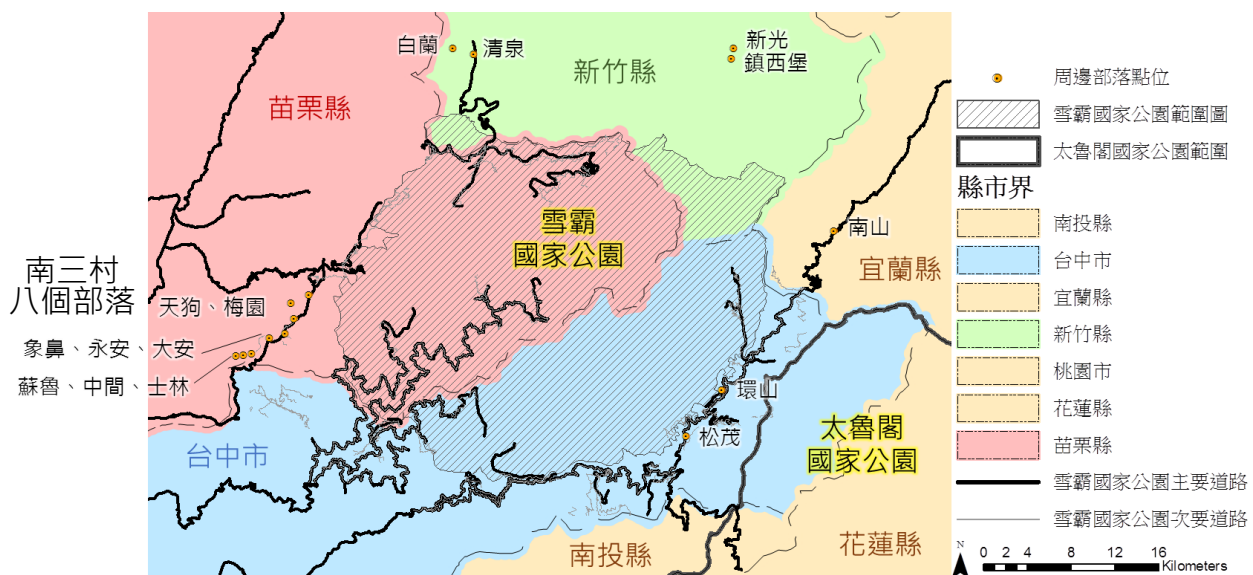 白蘭
清泉
新光
鎮西堡
新竹縣
苗栗縣
雪霸
國家公園
南山
宜蘭縣
南三村
八個部落
天狗、梅園
象鼻、永安、大安
蘇魯、中間、士林
環山
松茂
台中市
太魯閣
國家公園
南投縣
花蓮縣
周邊部落點位
雪霸國家公園範圍圖
太魯閣國家公園範圍
縣市界
南投縣
台中市
宜蘭縣
新竹縣
桃園市
花蓮縣
苗栗縣
雪霸國家公園主要道路
雪霸國家公園次要道路
N
0 2 4 8 12 16
Kilometers